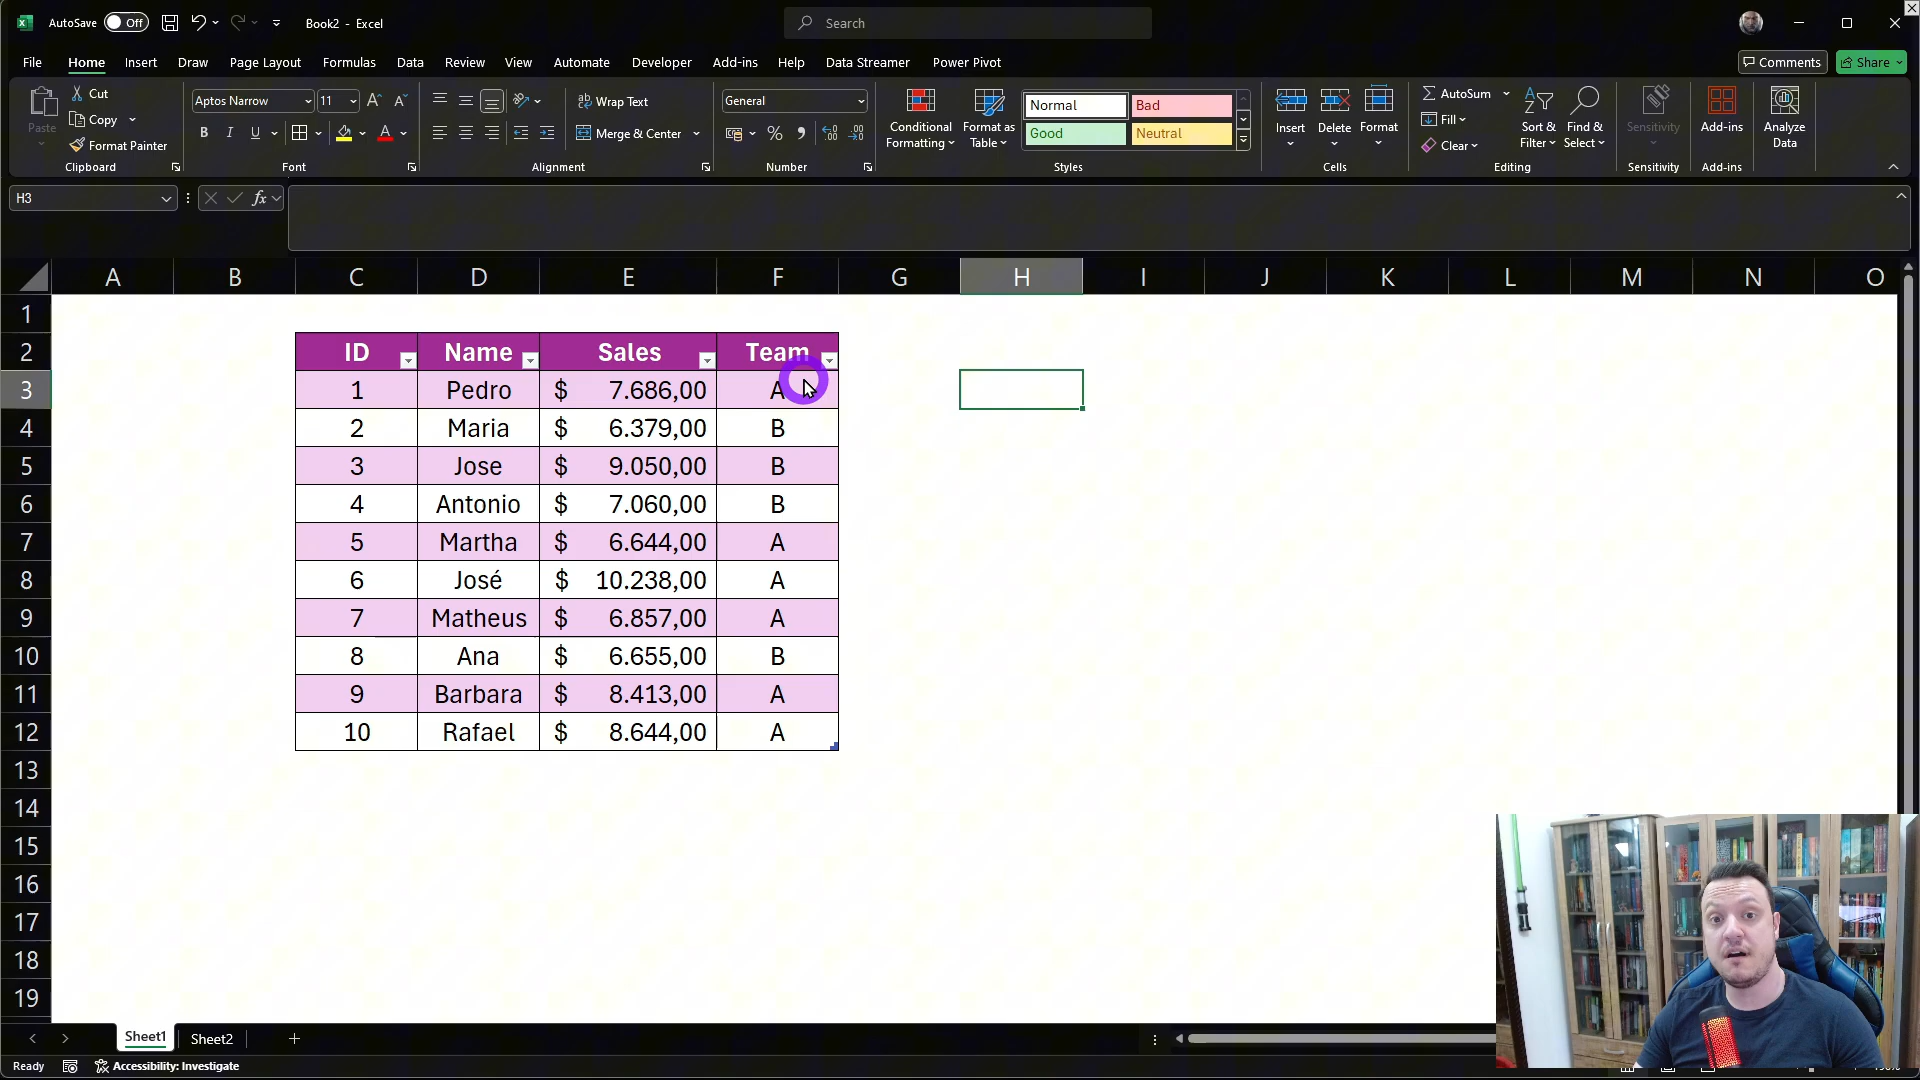 AutoSave Off Book2 - Excel Search
File Home Insert Draw Page Layout Formulas Data Review View Automate Developer Add-ins Help Data Streamer Power Pivot Comments Share
Paste Cut Copy Format Painter Clipboard
Aptos Narrow 11 B I U A Font
Wrap Text Merge & Center Alignment
General % Number
Conditional Formatting Format as Table Normal Bad Good Neutral Styles
Insert Delete Format Cells
AutoSum Fill Clear Sort & Filter Find & Select Editing
Sensitivity Sensitivity
Add-ins Add-ins
Analyze Data
H3 fx
A B C D E F G H I J K L M N O
1
2 ID Name Sales Team
3 1 Pedro $ 7.686,00 A
4 2 Maria $ 6.379,00 B
5 3 Jose $ 9.050,00 B
6 4 Antonio $ 7.060,00 B
7 5 Martha $ 6.644,00 A
8 6 José $ 10.238,00 A
9 7 Matheus $ 6.857,00 A
10 8 Ana $ 6.655,00 B
11 9 Barbara $ 8.413,00 A
12 10 Rafael $ 8.644,00 A
13
14
15
16
17
18
19
Sheet1 Sheet2
Ready Accessibility: Investigate